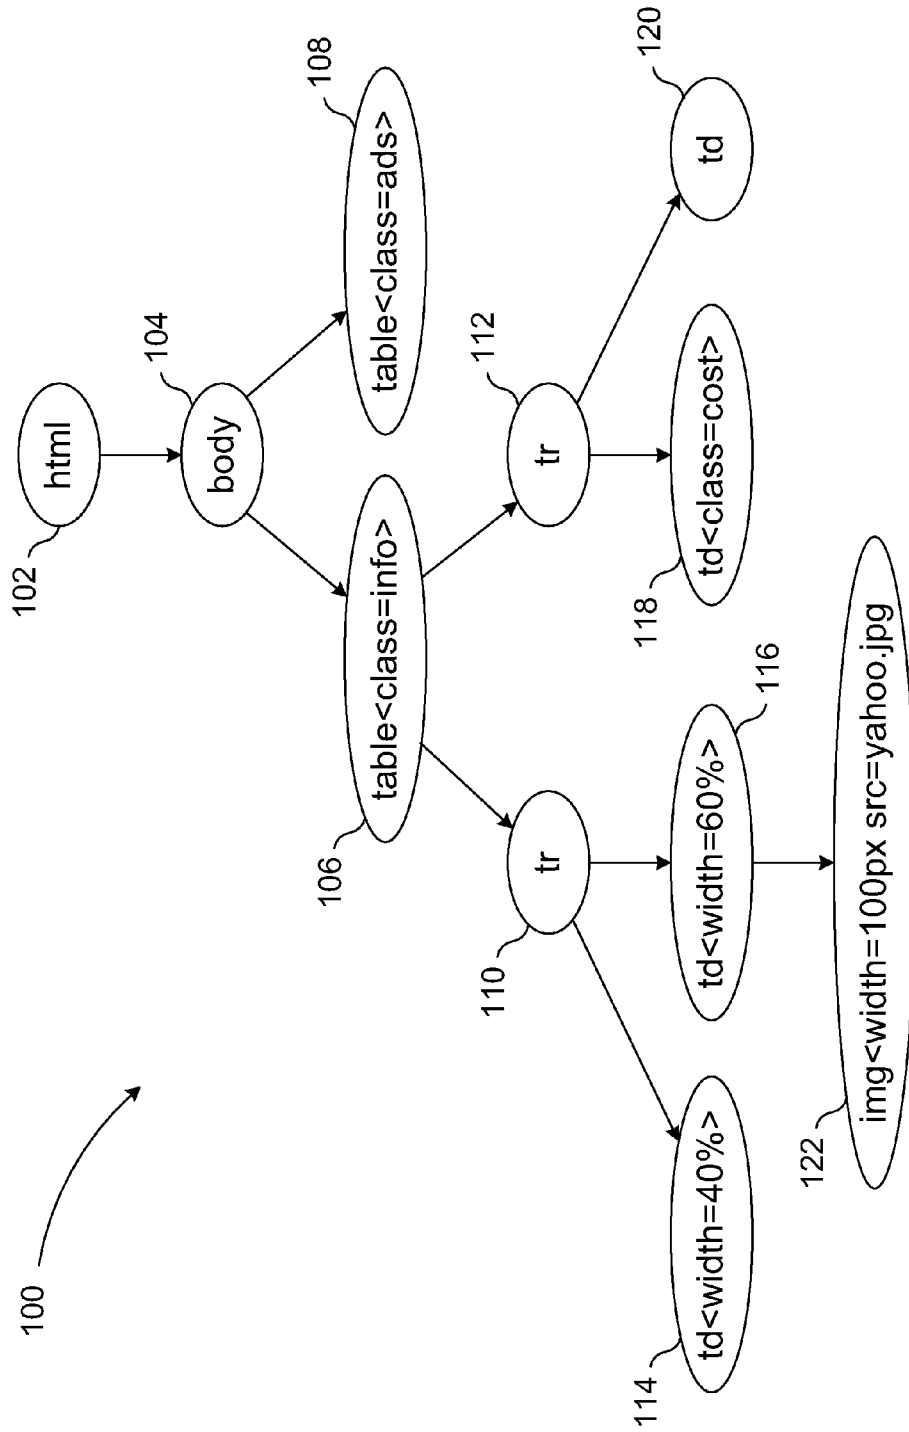 100
102
html
104
body
106
table<class=info>
108
table<class=ads>
110
tr
112
tr
114
td<width=40%>
116
td<width=60%>
118
td<class=cost>
120
td
122
img<width=100px src=yahoo.jpg